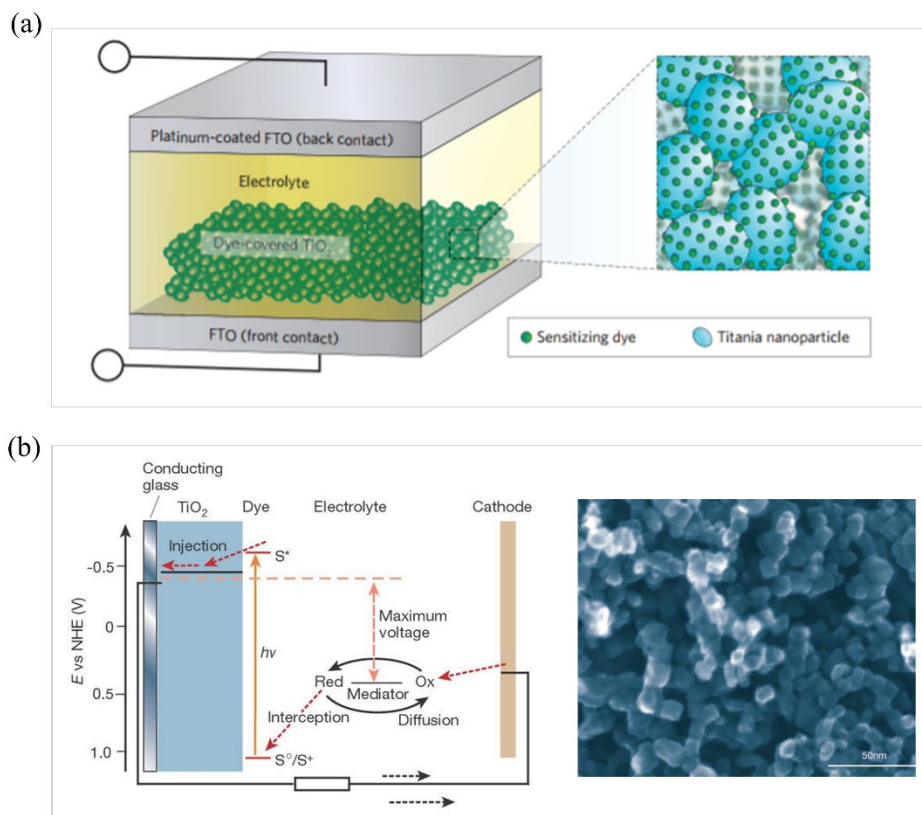 (a)
Platinum-coated FTO (back contact)
Electrolyte
Dye-covered TiO₂
FTO (front contact)
Sensitizing dye
Titania nanoparticle
(b)
Conducting
glass
TiO₂
Dye
Electrolyte
Cathode
Injection
S*
-0.5
0
0.5
1.0
E vs NHE (V)
hν
Maximum
voltage
Red
Ox
Mediator
Interception
Diffusion
S°/S⁺
50nm